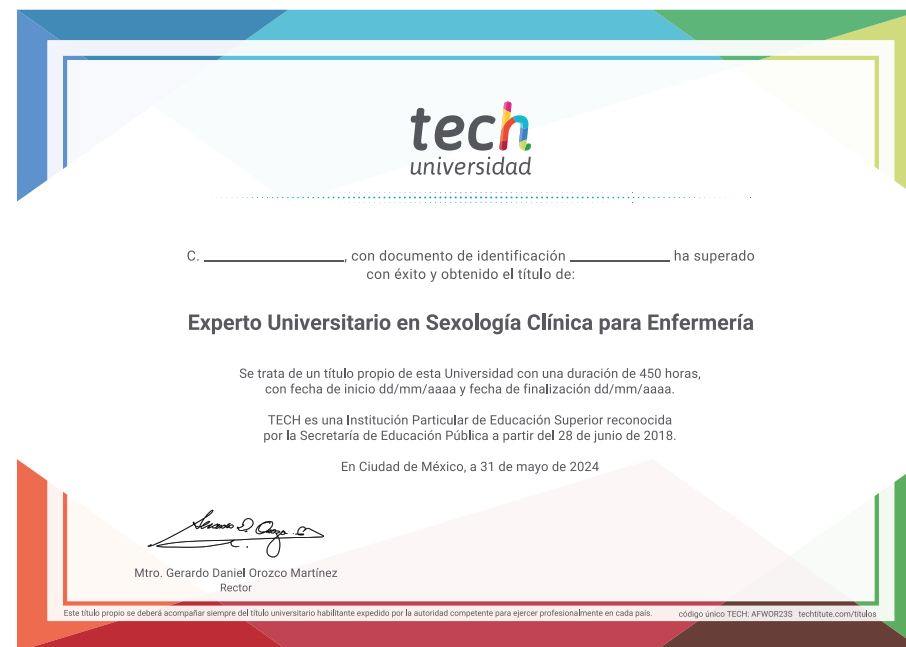 tech
universidad
C. ____________________, con documento de identificación ______________ ha superado
con éxito y obtenido el título de:
Experto Universitario en Sexología Clínica para Enfermería
Se trata de un título propio de esta Universidad con una duración de 450 horas,
con fecha de inicio dd/mm/aaaa y fecha de finalización dd/mm/aaaa.
TECH es una Institución Particular de Educación Superior reconocida
por la Secretaría de Educación Pública a partir del 28 de junio de 2018.
En Ciudad de México, a 31 de mayo de 2024
Mtro. Gerardo Daniel Orozco Martínez
Rector
Este título propio se deberá acompañar siempre del título universitario habilitante expedido por la autoridad competente para ejercer profesionalmente en cada país. código único TECH: AFWOR23S techtitute.com/titulos